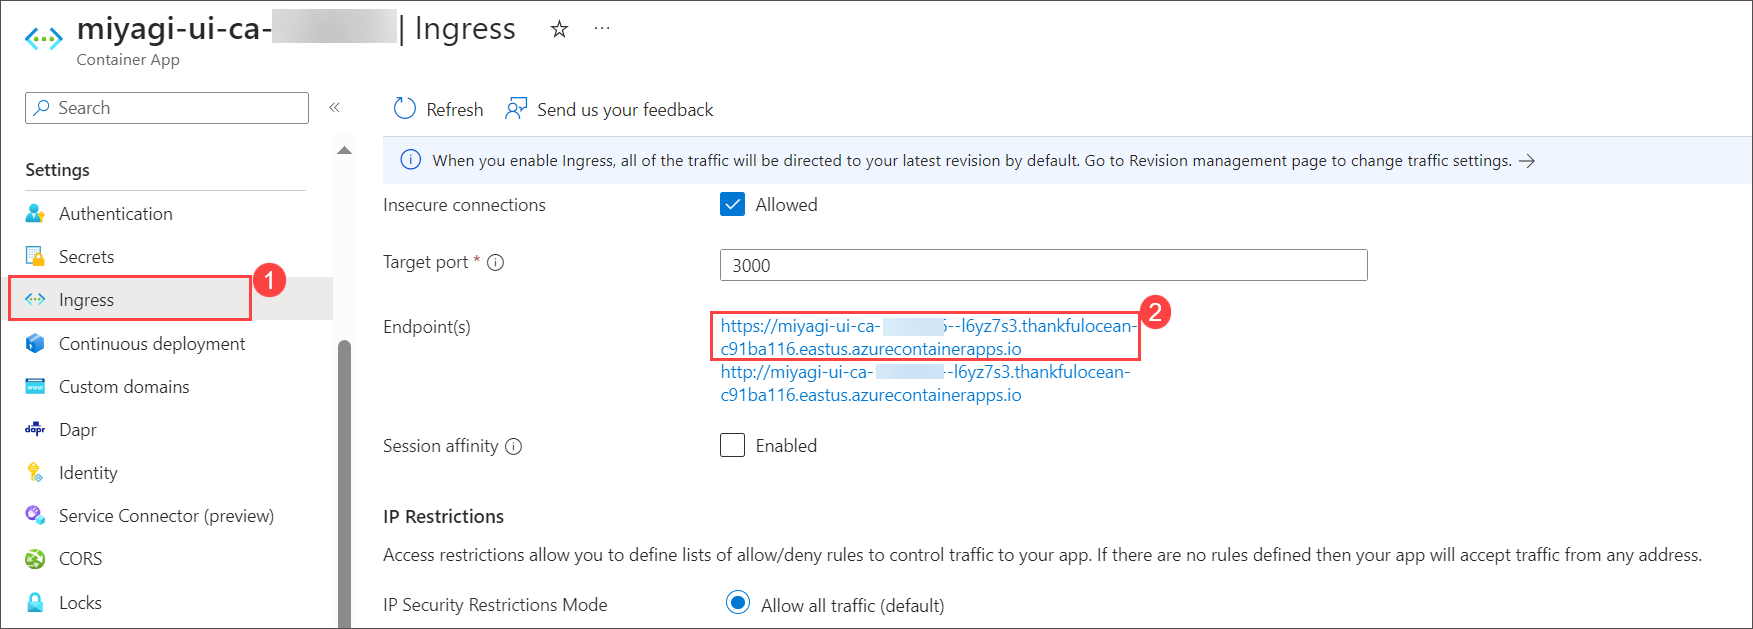 miyagi-ui-ca- | Ingress
Container App
Search
Refresh
Send us your feedback
When you enable Ingress, all of the traffic will be directed to your latest revision by default. Go to Revision management page to change traffic settings. →
Settings
Authentication
Secrets
Ingress
1
Continuous deployment
Custom domains
Dapr
Identity
Service Connector (preview)
CORS
Locks
Insecure connections
Allowed
Target port *
3000
Endpoint(s)
https://miyagi-ui-ca- --l6yz7s3.thankfulocean-
c91ba116.eastus.azurecontainerapps.io
2
http://miyagi-ui-ca- --l6yz7s3.thankfulocean-
c91ba116.eastus.azurecontainerapps.io
Session affinity
Enabled
IP Restrictions
Access restrictions allow you to define lists of allow/deny rules to control traffic to your app. If there are no rules defined then your app will accept traffic from any address.
IP Security Restrictions Mode
Allow all traffic (default)